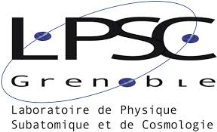 LPSC
Grenoble
Laboratoire de Physique
Subatomique et de Cosmologie